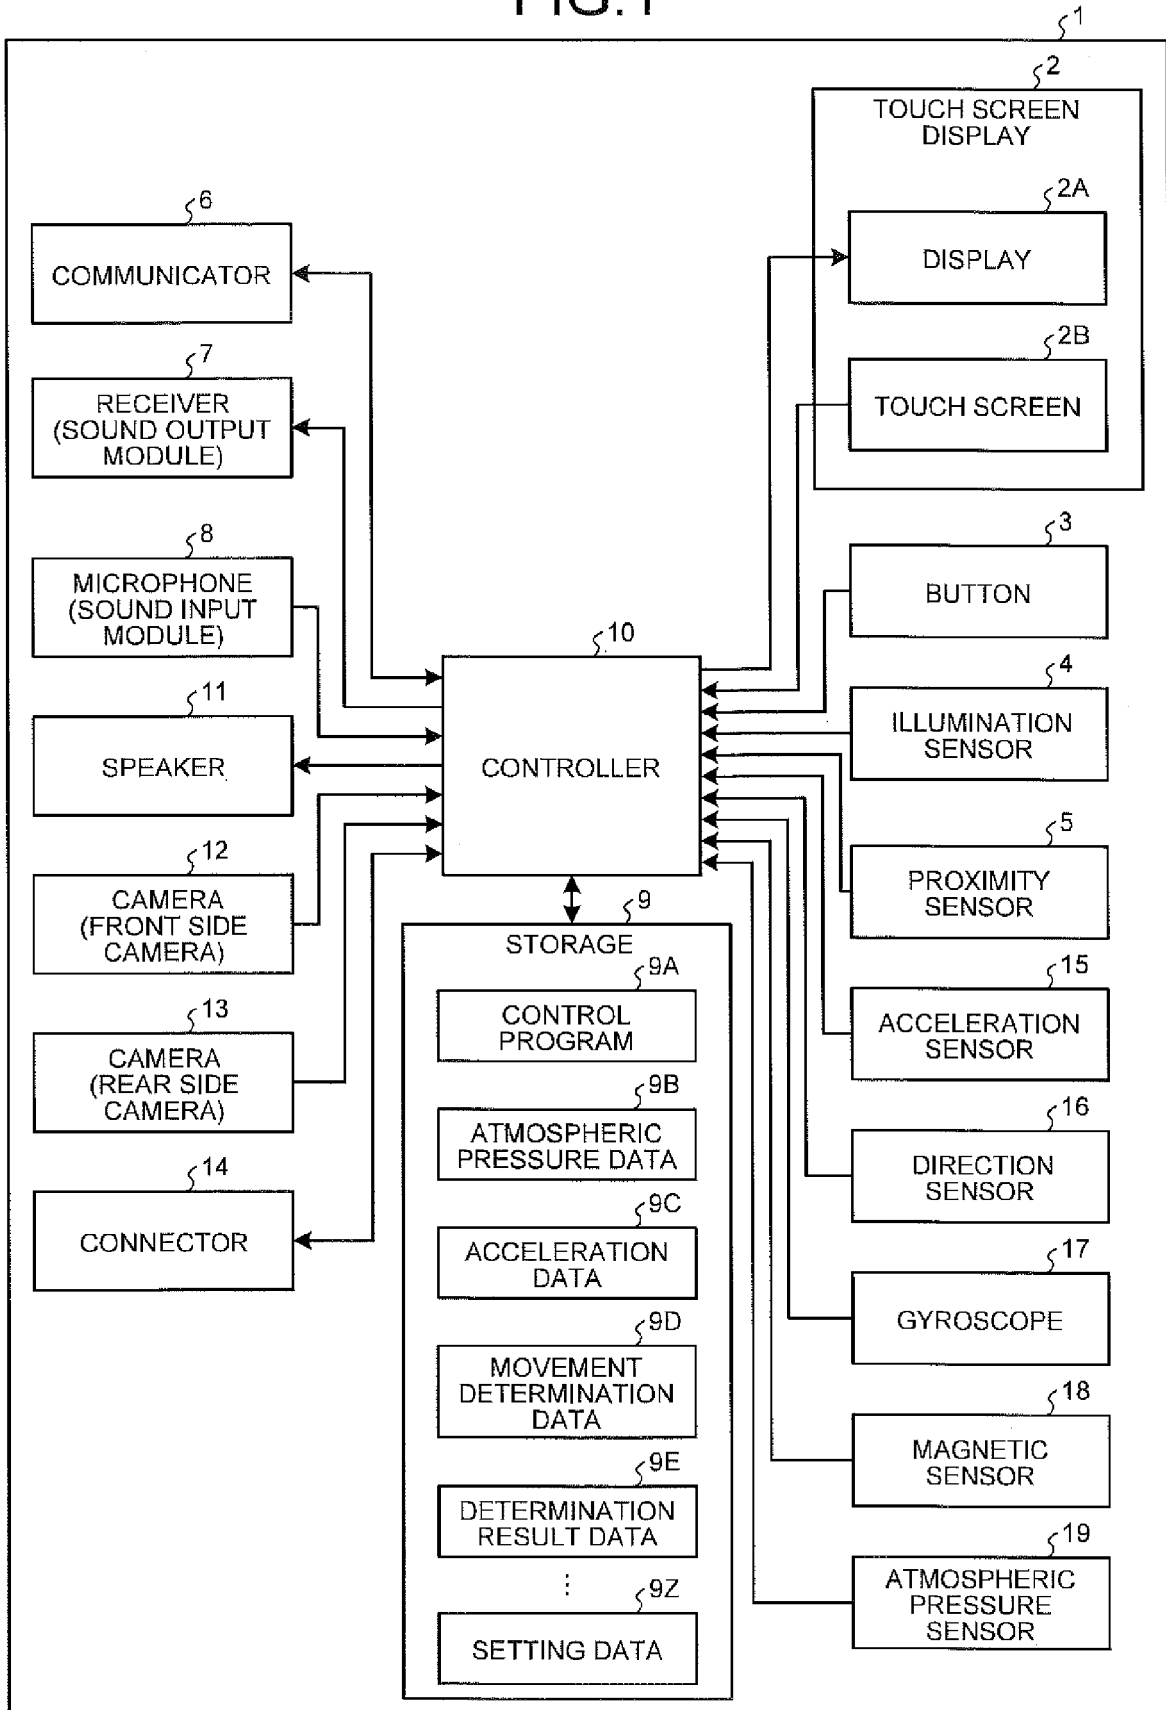 FIG.1
1
2
TOUCH SCREEN
DISPLAY
2A
DISPLAY
2B
TOUCH SCREEN
6
COMMUNICATOR
7
RECEIVER
(SOUND OUTPUT
MODULE)
8
MICROPHONE
(SOUND INPUT
MODULE)
11
SPEAKER
12
CAMERA
(FRONT SIDE
CAMERA)
13
CAMERA
(REAR SIDE
CAMERA)
14
CONNECTOR
10
CONTROLLER
9
STORAGE
9A
CONTROL
PROGRAM
9B
ATMOSPHERIC
PRESSURE DATA
9C
ACCELERATION
DATA
9D
MOVEMENT
DETERMINATION
DATA
9E
DETERMINATION
RESULT DATA
⋮
9Z
SETTING DATA
3
BUTTON
4
ILLUMINATION
SENSOR
5
PROXIMITY
SENSOR
15
ACCELERATION
SENSOR
16
DIRECTION
SENSOR
17
GYROSCOPE
18
MAGNETIC
SENSOR
19
ATMOSPHERIC
PRESSURE
SENSOR